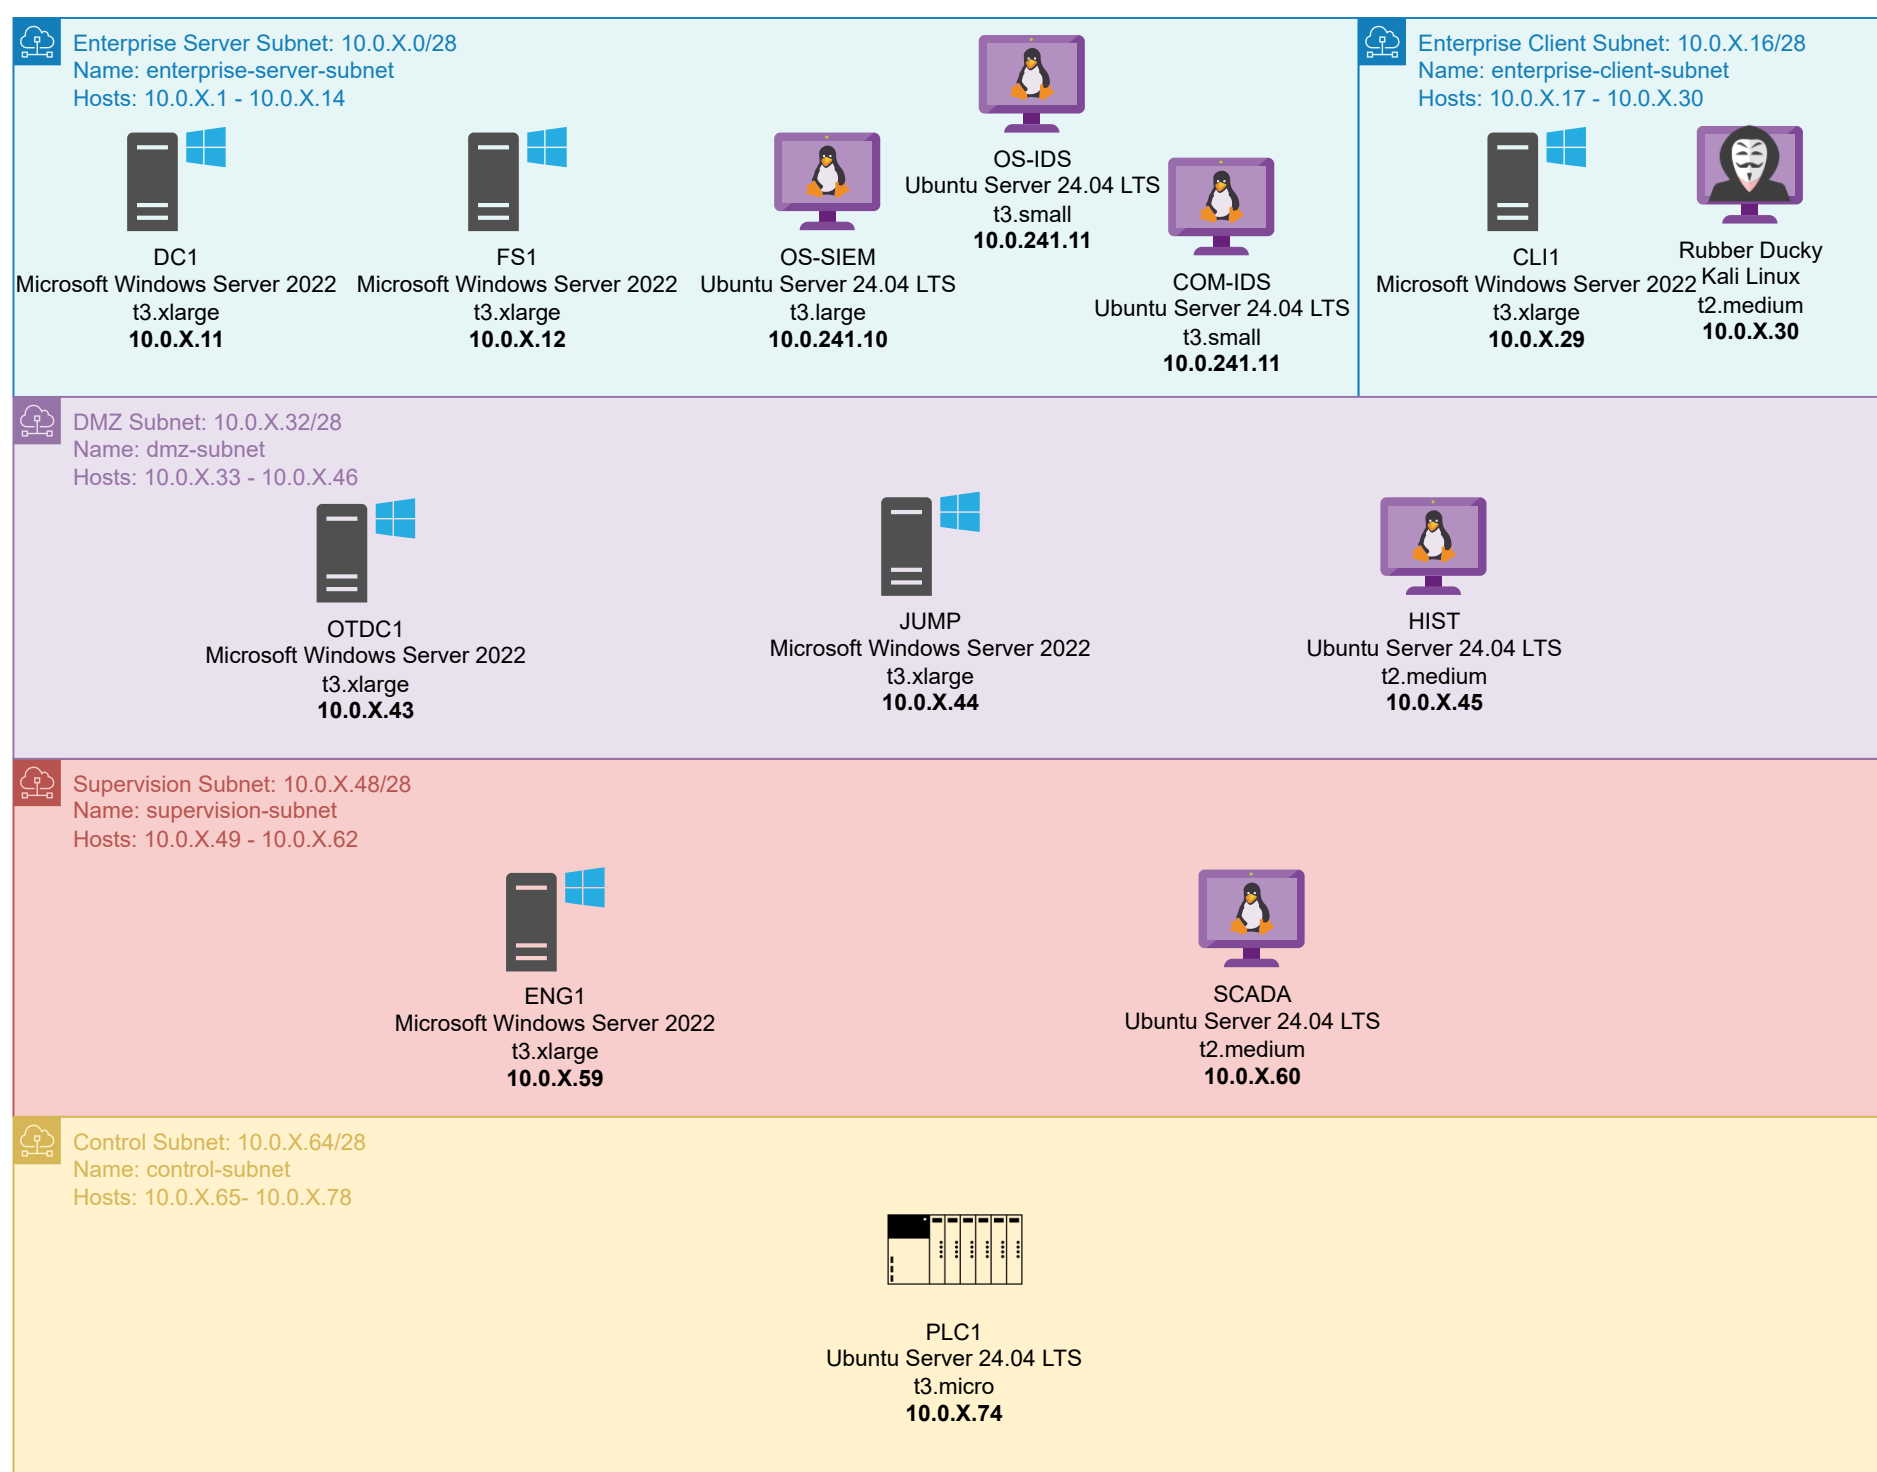 Enterprise Server Subnet: 10.0.X.0/28
Name: enterprise-server-subnet
Hosts: 10.0.X.1 - 10.0.X.14
DC1
Microsoft Windows Server 2022
t3.xlarge
10.0.X.11
FS1
Microsoft Windows Server 2022
t3.xlarge
10.0.X.12
OS-SIEM
Ubuntu Server 24.04 LTS
t3.large
10.0.241.10
OS-IDS
Ubuntu Server 24.04 LTS
t3.small
10.0.241.11
COM-IDS
Ubuntu Server 24.04 LTS
t3.small
10.0.241.11
Enterprise Client Subnet: 10.0.X.16/28
Name: enterprise-client-subnet
Hosts: 10.0.X.17 - 10.0.X.30
CLI1
Microsoft Windows Server 2022
t3.xlarge
10.0.X.29
Rubber Ducky
Kali Linux
t2.medium
10.0.X.30
DMZ Subnet: 10.0.X.32/28
Name: dmz-subnet
Hosts: 10.0.X.33 - 10.0.X.46
OTDC1
Microsoft Windows Server 2022
t3.xlarge
10.0.X.43
JUMP
Microsoft Windows Server 2022
t3.xlarge
10.0.X.44
HIST
Ubuntu Server 24.04 LTS
t2.medium
10.0.X.45
Supervision Subnet: 10.0.X.48/28
Name: supervision-subnet
Hosts: 10.0.X.49 - 10.0.X.62
ENG1
Microsoft Windows Server 2022
t3.xlarge
10.0.X.59
SCADA
Ubuntu Server 24.04 LTS
t2.medium
10.0.X.60
Control Subnet: 10.0.X.64/28
Name: control-subnet
Hosts: 10.0.X.65- 10.0.X.78
PLC1
Ubuntu Server 24.04 LTS
t3.micro
10.0.X.74